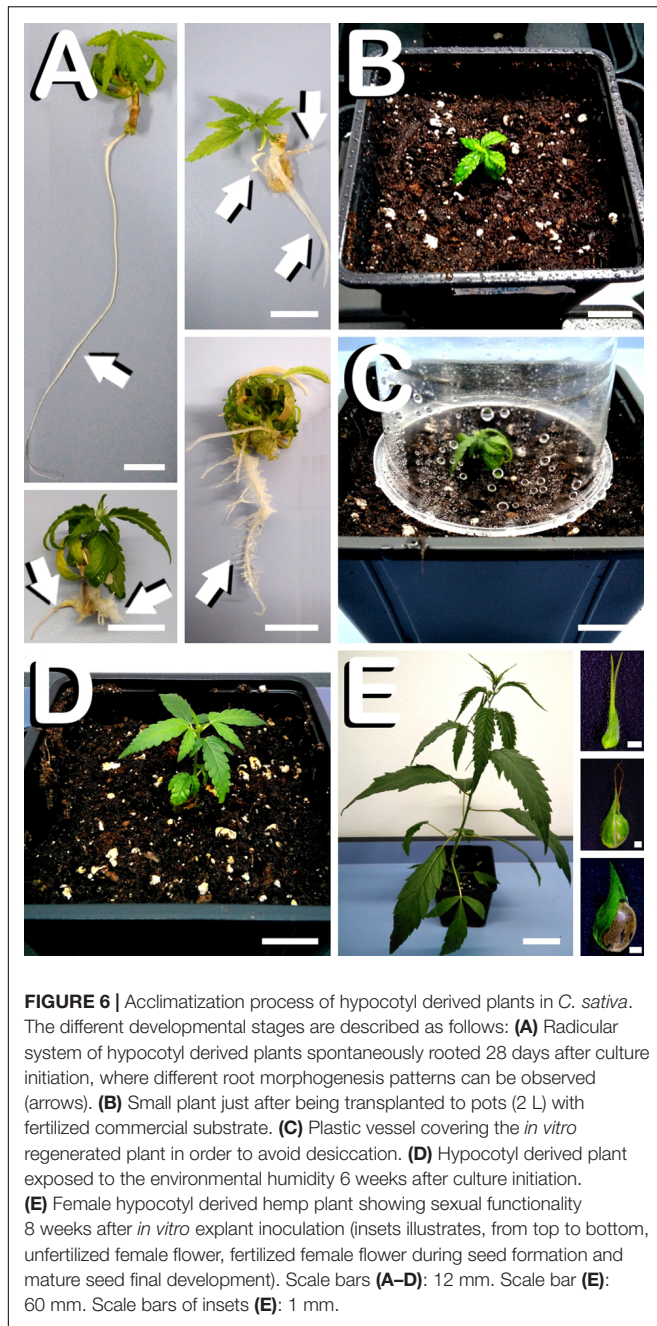 A
B
C
D
E
FIGURE 6 | Acclimatization process of hypocotyl derived plants in C. sativa.
The different developmental stages are described as follows: (A) Radicular
system of hypocotyl derived plants spontaneously rooted 28 days after culture
initiation, where different root morphogenesis patterns can be observed
(arrows). (B) Small plant just after being transplanted to pots (2 L) with
fertilized commercial substrate. (C) Plastic vessel covering the in vitro
regenerated plant in order to avoid desiccation. (D) Hypocotyl derived plant
exposed to the environmental humidity 6 weeks after culture initiation.
(E) Female hypocotyl derived hemp plant showing sexual functionality
8 weeks after in vitro explant inoculation (insets illustrates, from top to bottom,
unfertilized female flower, fertilized female flower during seed formation and
mature seed final development). Scale bars (A–D): 12 mm. Scale bar (E):
60 mm. Scale bars of insets (E): 1 mm.